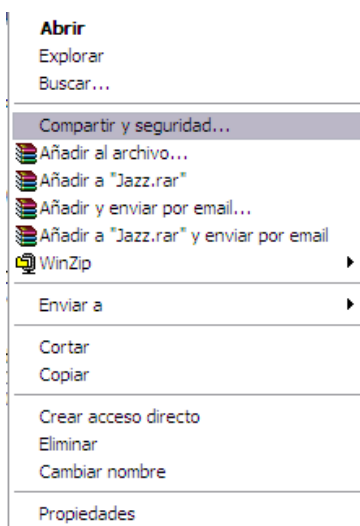 Abrir
Explorar
Buscar...
Compartir y seguridad...
Añadir al archivo...
Añadir a "Jazz.rar"
Añadir y enviar por email...
Añadir a "Jazz.rar" y enviar por email
WinZip
Enviar a
Cortar
Copiar
Crear acceso directo
Eliminar
Cambiar nombre
Propiedades